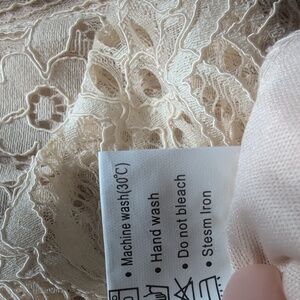 • Machine wash(30°C)
• Hand wash
• Do not bleach
• Stesm Iron